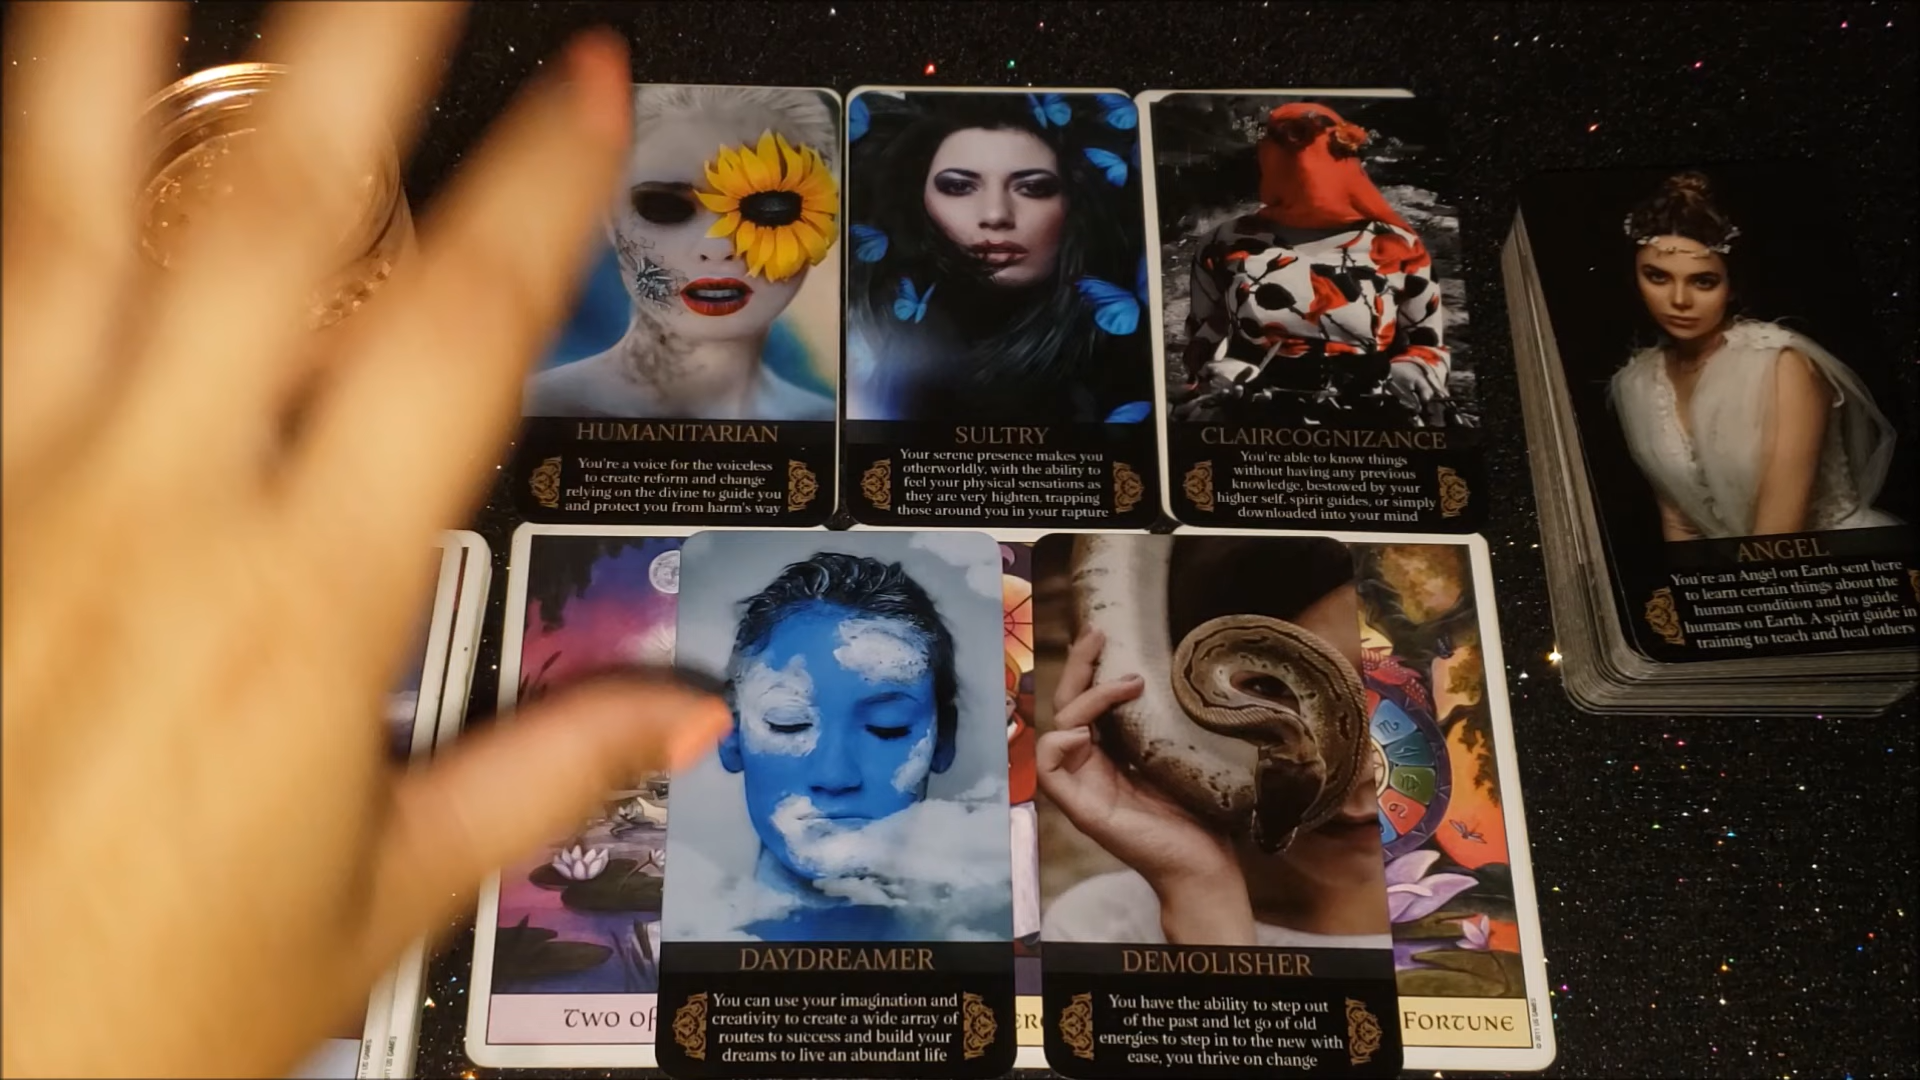 HUMANITARIAN
You're a voice for the voiceless
to create reform and change
relying on the divine to guide you
and protect you from harm's way
SULTRY
Your serene presence makes you
otherworldly, with the ability to
feel your physical sensations as
they are very highten, trapping
those around you in your rapture
CLAIRCOGNIZANCE
You're able to know things
without having any previous
knowledge, bestowed by your
higher self, spirit guides, or simply
downloaded into your mind
ANGEL
You're an Angel on Earth sent here
to learn certain things about the
human condition and to guide
humans on Earth. A spirit guide in
training to teach and heal others
DAYDREAMER
You can use your imagination and
creativity to create a wide array of
routes to success and build your
dreams to live an abundant life
DEMOLISHER
You have the ability to step out
of the past and let go of old
energies to step in to the new with
ease, you thrive on change
TWO OF
FORTUNE